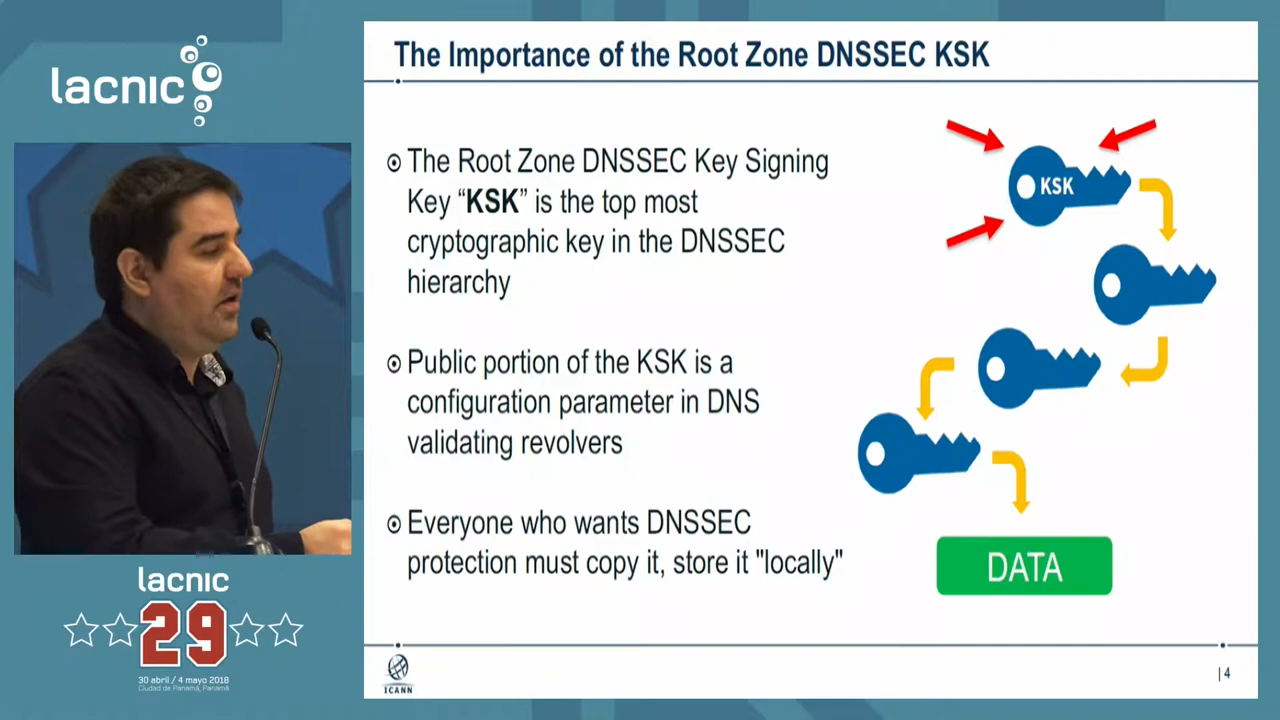 lacnic
lacnic
29
30 abril / 4 mayo 2018
Ciudad de Panamá, Panamá
The Importance of the Root Zone DNSSEC KSK
The Root Zone DNSSEC Key Signing
Key “KSK” is the top most
cryptographic key in the DNSSEC
hierarchy
Public portion of the KSK is a
configuration parameter in DNS
validating revolvers
Everyone who wants DNSSEC
protection must copy it, store it "locally"
KSK
DATA
ICANN
| 4